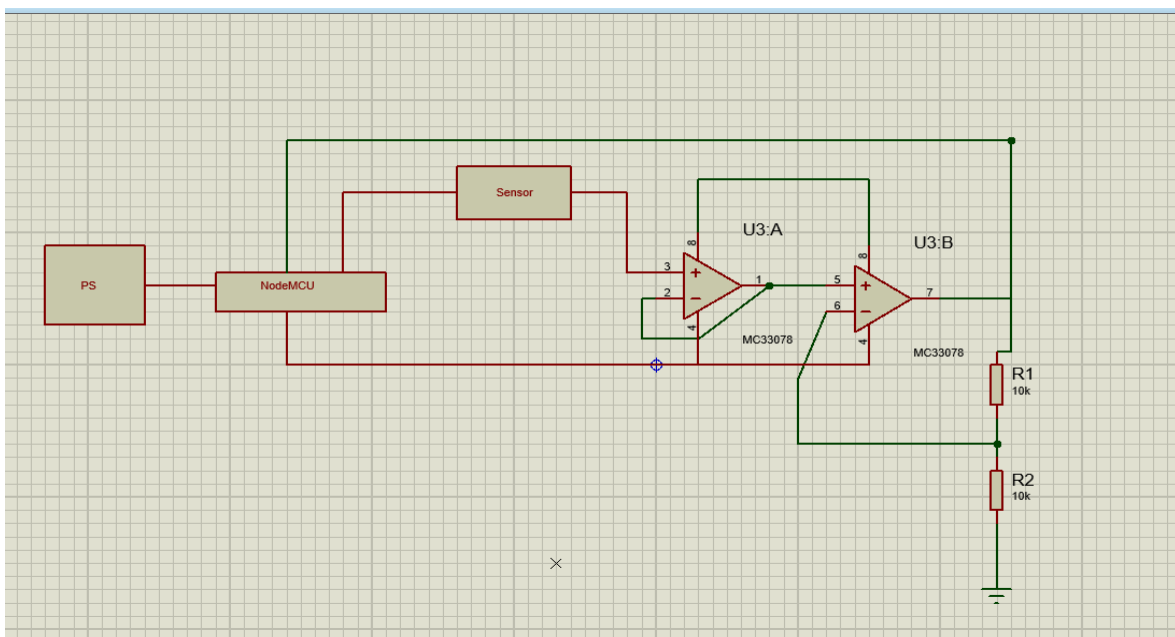 Sensor
PS
NodeMCU
U3:A
8
3
+
2
−
1
4
MC33078
U3:B
8
5
+
6
−
7
4
MC33078
R1
10k
R2
10k